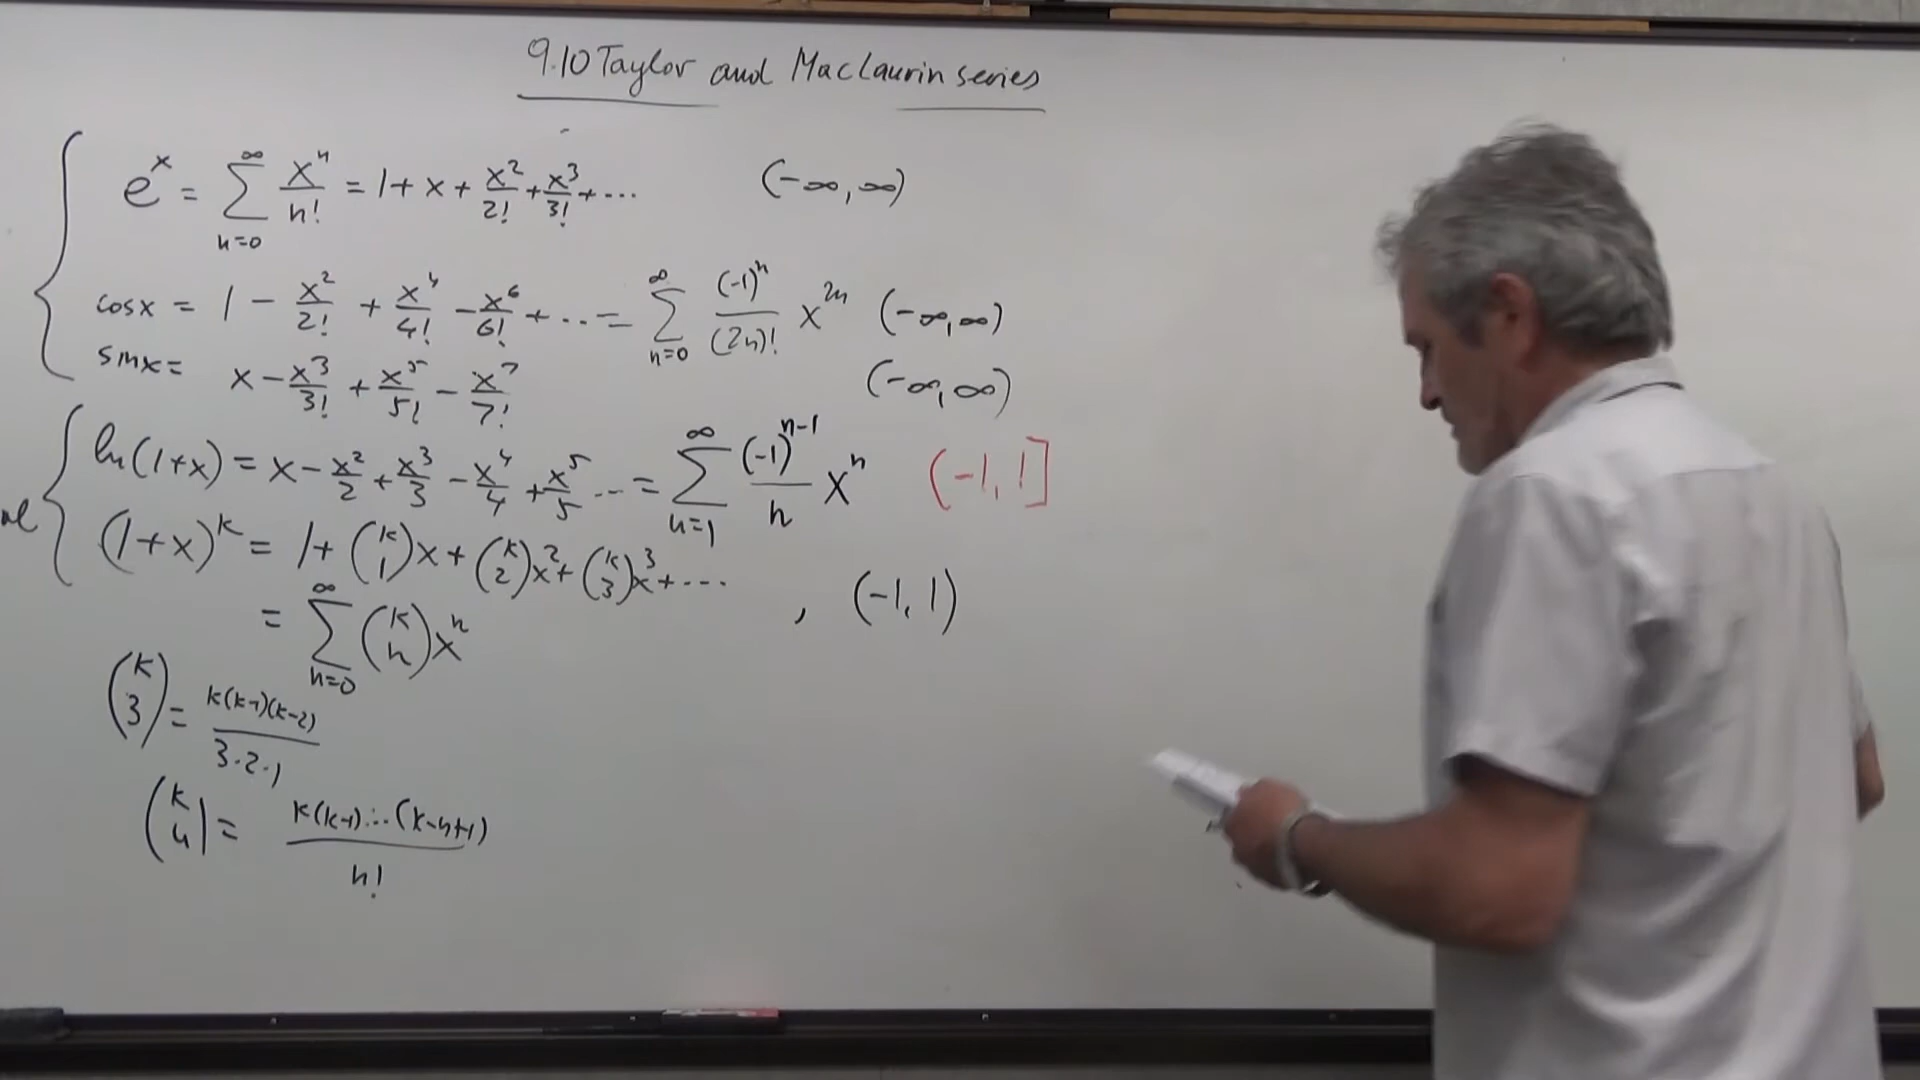 9.10 Taylor and Maclaurin series
e^x = ∑_{n=0}^{∞} x^n/n! = 1 + x + x^2/2! + x^3/3! + ... (-∞, ∞)
cosx = 1 - x^2/2! + x^4/4! - x^6/6! + ... = ∑_{n=0}^{∞} (-1)^n/(2n)! x^{2n} (-∞, ∞)
sinx = x - x^3/3! + x^5/5! - x^7/7! (-∞, ∞)
ln(1+x) = x - x^2/2 + x^3/3 - x^4/4 + x^5/5 ... = ∑_{n=1}^{∞} (-1)^{n-1}/n x^n (-1, 1]
(1+x)^k = 1 + (k 1)x + (k 2)x^2 + (k 3)x^3 + ...
= ∑_{n=0}^{∞} (k n) x^n , (-1, 1)
(k 3) = k(k-1)(k-2)/3·2·1
(k n) = k(k-1)...(k-n+1)/n!